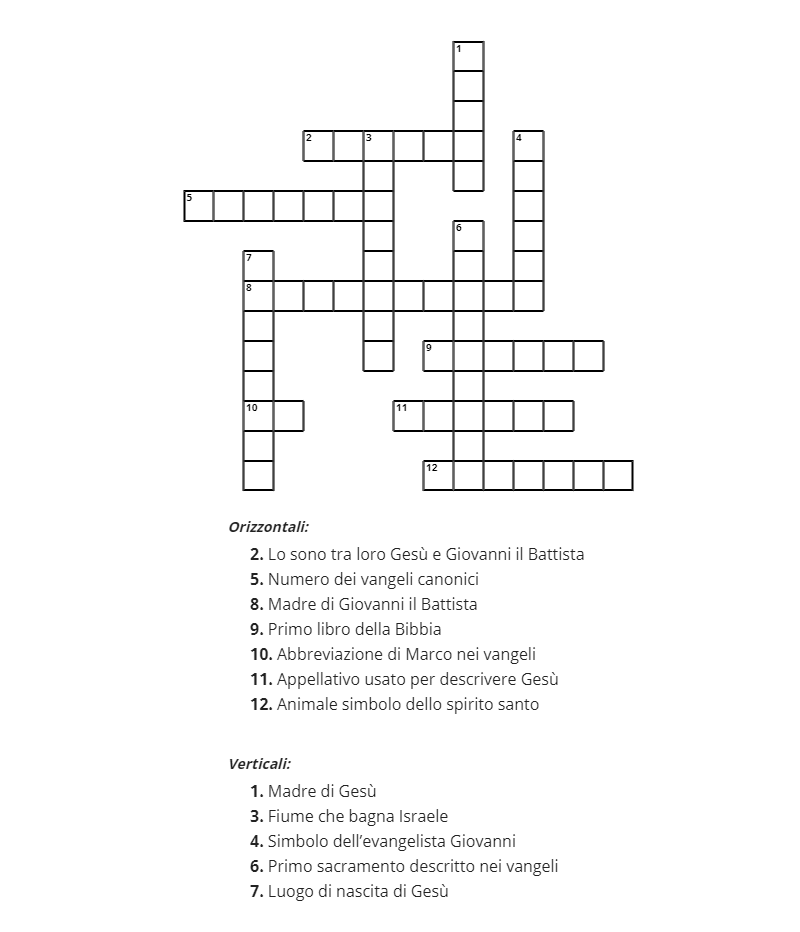 1
2 3 4
5
6
7
8
9
10 11
12
Orizzontali:
2. Lo sono tra loro Gesù e Giovanni il Battista
5. Numero dei vangeli canonici
8. Madre di Giovanni il Battista
9. Primo libro della Bibbia
10. Abbreviazione di Marco nei vangeli
11. Appellativo usato per descrivere Gesù
12. Animale simbolo dello spirito santo
Verticali:
1. Madre di Gesù
3. Fiume che bagna Israele
4. Simbolo dell’evangelista Giovanni
6. Primo sacramento descritto nei vangeli
7. Luogo di nascita di Gesù